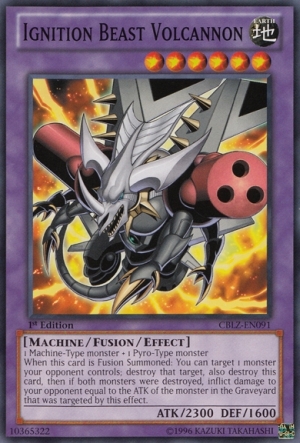 IGNITION BEAST VOLCANNON
EARTH
地
1st Edition
CBLZ-EN091
[MACHINE/FUSION/EFFECT]
1 Machine-Type monster + 1 Pyro-Type monster
When this card is Fusion Summoned: You can target 1 monster
your opponent controls; destroy that target, also destroy this
card, then if both monsters were destroyed, inflict damage to
your opponent equal to the ATK of the monster in the Graveyard
that was targeted by this effect.
ATK/2300 DEF/1600
10365322
©1996 KAZUKI TAKAHASHI